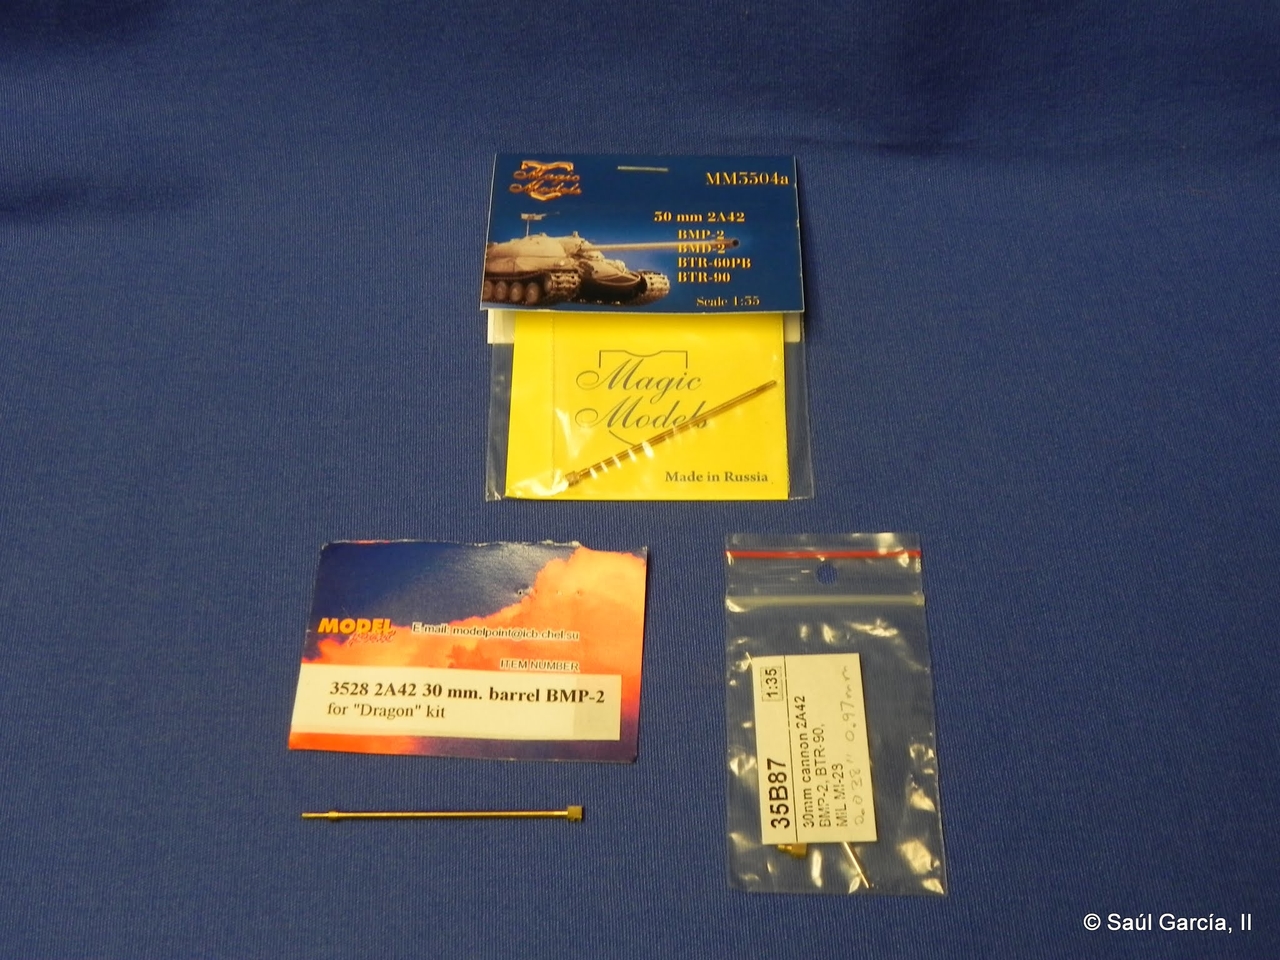 Magic
Models
MM3504a
30 mm 2A42
BMP-2
BMD-2
BTR-60PB
BTR-90
Scale 1:35
Magic
Models
Made in Russia
MODEL
Point
E-mail: modelpoint@lcb.chel.su
ITEM NUMBER
3528 2A42 30 mm. barrel BMP-2
for "Dragon" kit
35B87
1:35
30mm cannon 2A42
BMP-2, BTR-90,
MIL MI-28
0.038" 0.97mm
© Saúl García, II